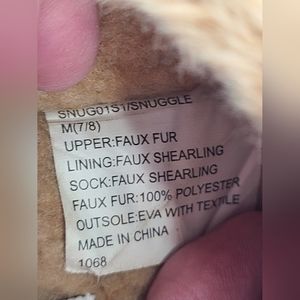 SNUG01S1/SNUGGLE
M(7/8)
UPPER:FAUX FUR
LINING:FAUX SHEARLING
SOCK:FAUX SHEARLING
FAUX FUR:100% POLYESTER
OUTSOLE:EVA WITH TEXTILE
MADE IN CHINA
1068